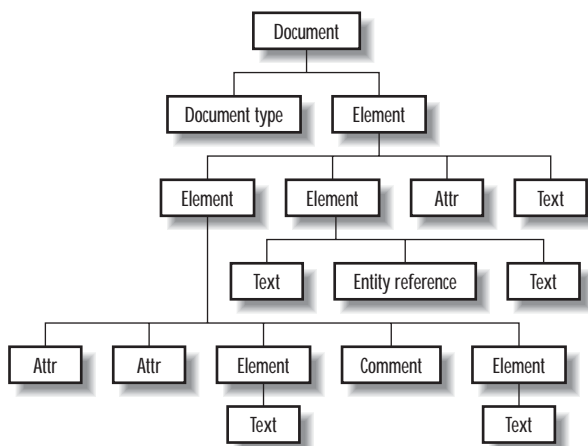 Document
Document type
Element
Element
Element
Attr
Text
Text
Entity reference
Text
Attr
Attr
Element
Comment
Element
Text
Text